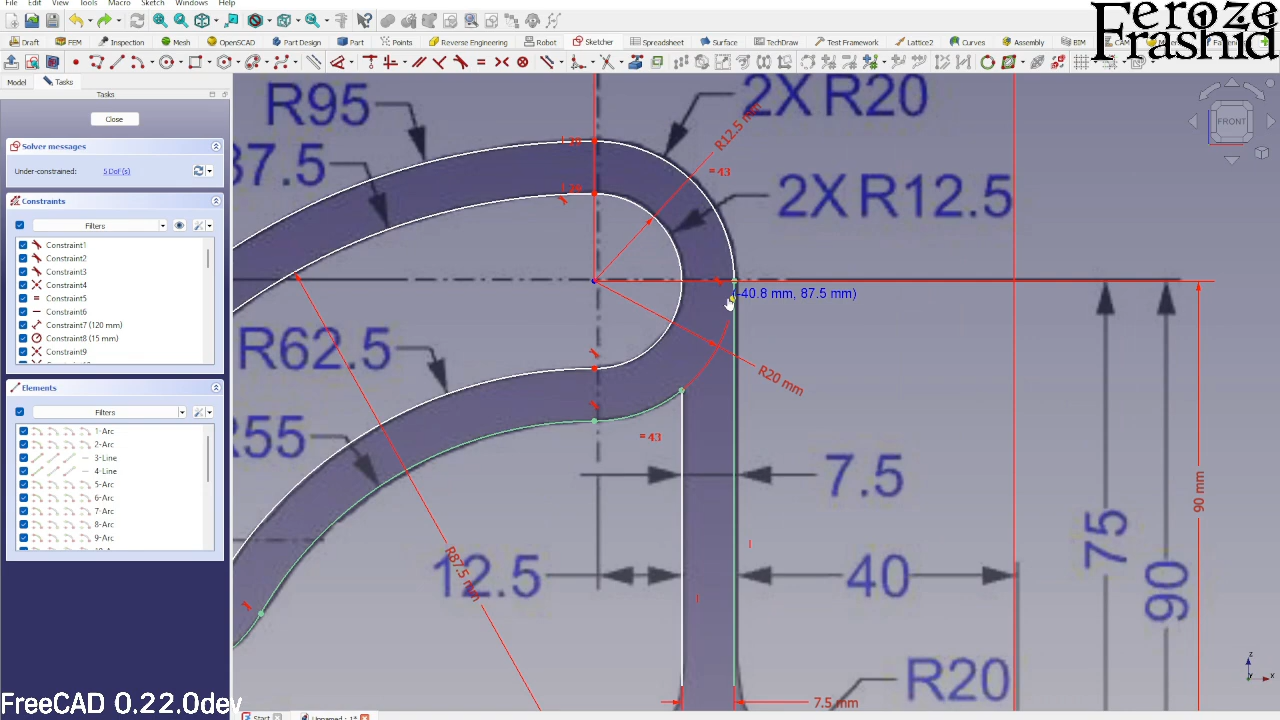 File Edit View Tools Macro Sketch Windows Help
Feroze
Frashid
Draft FEM Inspection Mesh OpenSCAD Part Design Part Points Reverse Engineering Robot Sketcher Spreadsheet Surface TechDraw Test Framework Lattice2 Curves Assembly BIM
Model Tasks
Tasks
Close
Solver messages
Under-constrained: 5 DoF(s)
Constraints
Filters
Constraint1
Constraint2
Constraint3
Constraint4
Constraint5
Constraint6
Constraint7 (120 mm)
Constraint8 (15 mm)
Constraint9
Elements
Filters
1-Arc
2-Arc
3-Line
4-Line
5-Arc
6-Arc
7-Arc
8-Arc
9-Arc
R95
2X R20
R12.5 mm
= 43
37.5
2X R12.5
FRONT
(-40.8 mm, 87.5 mm)
R62.5
R20 mm
= 43
R55
7.5
90 mm
75
90
12.5
R87.5 mm
40
R20
7.5 mm
FreeCAD 0.22.0dev
Start Unnamed : 1*